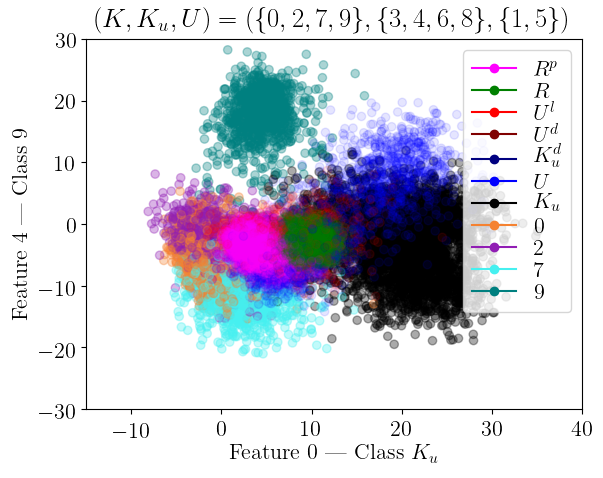 (K, K_u, U) = ({0, 2, 7, 9}, {3, 4, 6, 8}, {1, 5})
30
20
10
0
−10
−20
−30
Feature 4 — Class 9
R^p
R
U^l
U^d
K_u^d
U
K_u
0
2
7
9
−10 0 10 20 30 40
Feature 0 — Class K_u